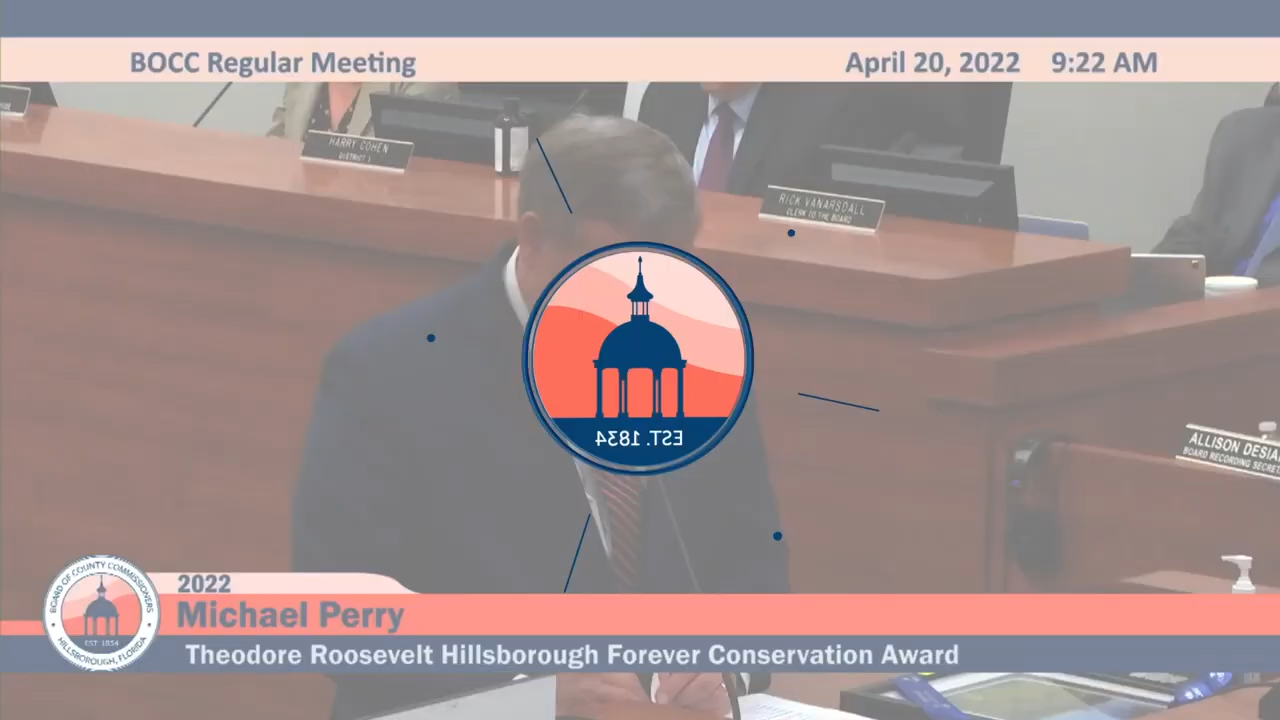 BOCC Regular Meeting
April 20, 2022 9:22 AM
HARRY COHEN
DISTRICT 1
RICK VANARSDALL
CLERK TO THE BOARD
EST. 1834
ALLISON DESIA
BOARD RECORDING SECRET
2022
Michael Perry
Theodore Roosevelt Hillsborough Forever Conservation Award
BOARD OF COUNTY COMMISSIONERS
EST 1834
HILLSBOROUGH, FLORIDA